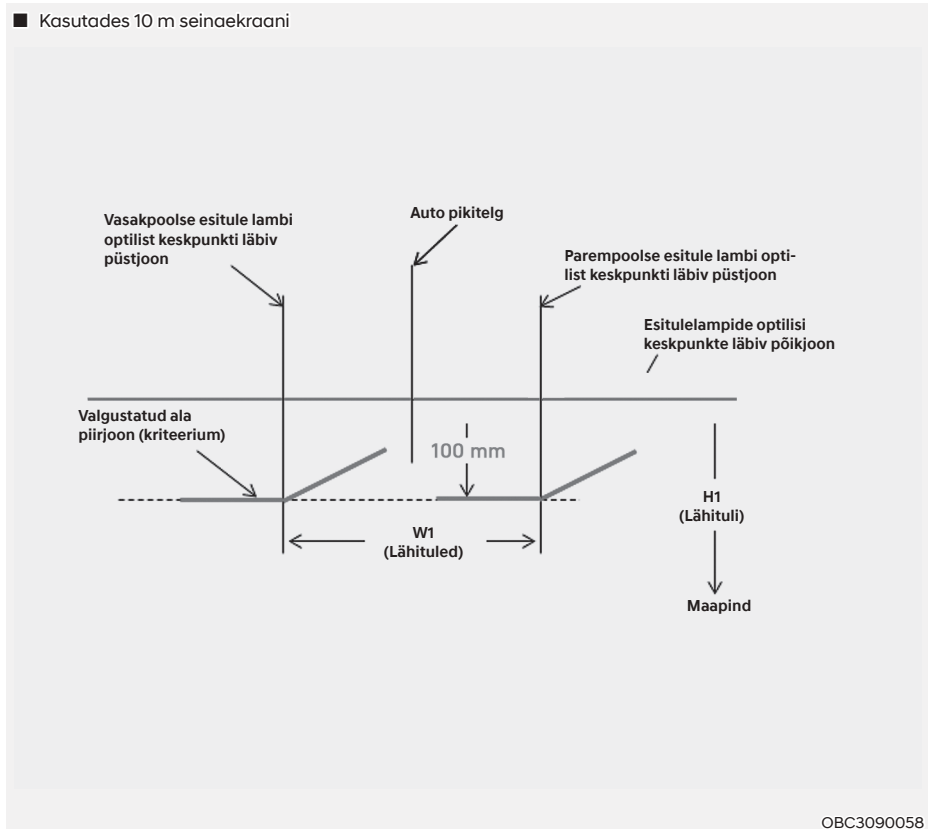 ■ Kasutades 10 m seinaekraani
Vasakpoolse esitule lambi
optilist keskpunkti läbiv
püstjoon
Auto pikitelg
Parempoolse esitule lambi opti-
list keskpunkti läbiv püstjoon
Esitulelampide optilisi
keskpunkte läbiv põikjoon
Valgustatud ala
piirjoon (kriteerium)
100 mm
W1
(Lähituled)
H1
(Lähituli)
Maapind
OBC3090058